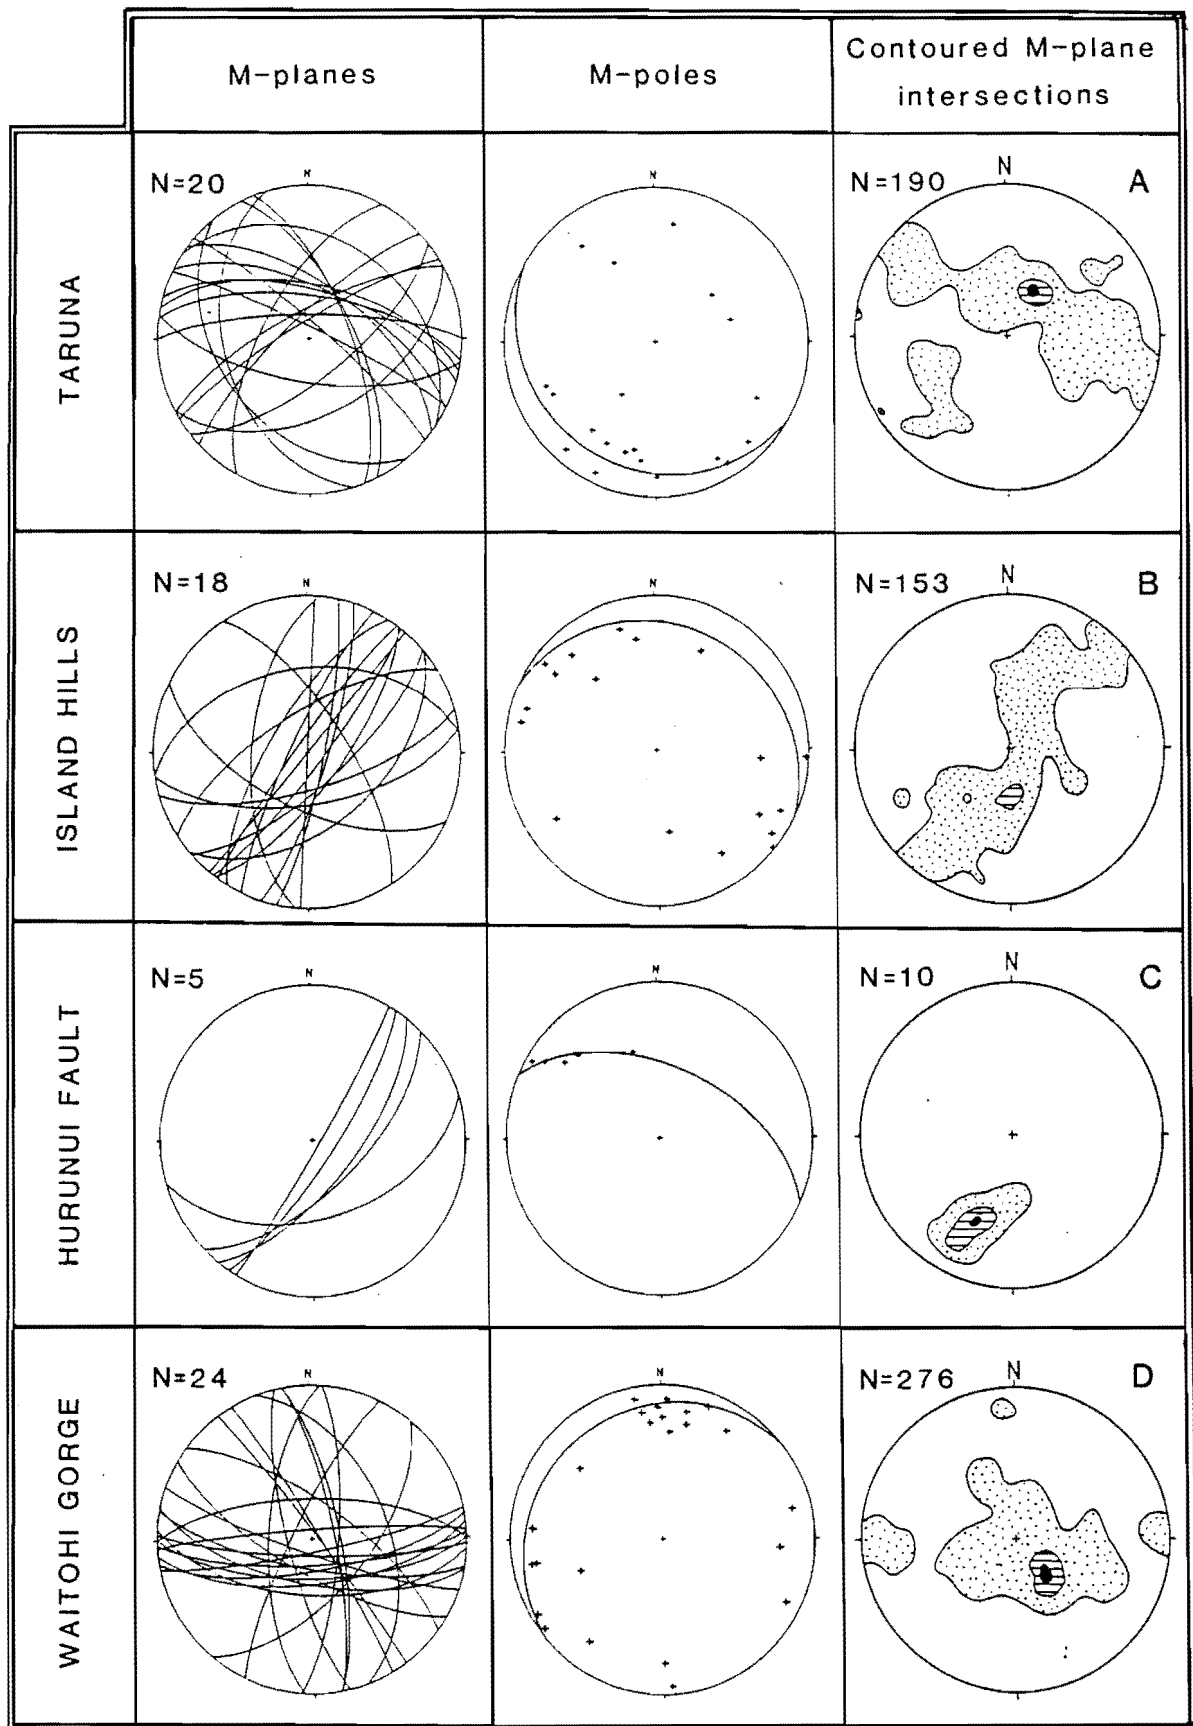 M-planes
M-poles
Contoured M-plane
intersections
TARUNA
N=20
N
N
N=190
N
A
ISLAND HILLS
N=18
N
N
N=153
N
B
HURUNUI FAULT
N=5
N
N
N=10
N
C
WAITOHI GORGE
N=24
N
N
N=276
N
D